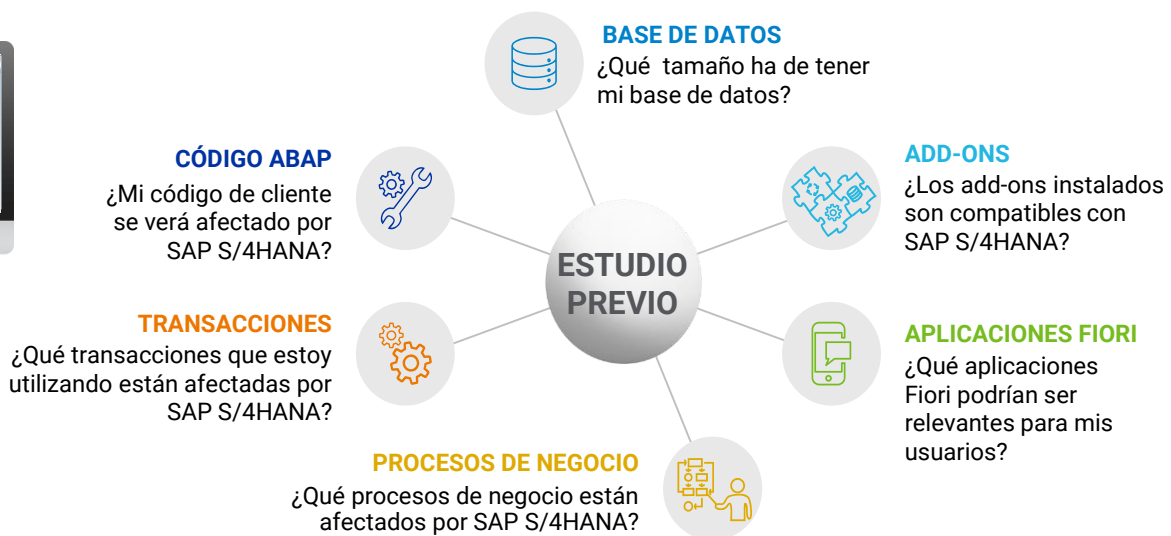 BASE DE DATOS
¿Qué tamaño ha de tener
mi base de datos?
CÓDIGO ABAP
¿Mi código de cliente
se verá afectado por
SAP S/4HANA?
ADD-ONS
¿Los add-ons instalados
son compatibles con
SAP S/4HANA?
ESTUDIO
PREVIO
TRANSACCIONES
¿Qué transacciones que estoy
utilizando están afectadas por
SAP S/4HANA?
APLICACIONES FIORI
¿Qué aplicaciones
Fiori podrían ser
relevantes para mis
usuarios?
PROCESOS DE NEGOCIO
¿Qué procesos de negocio están
afectados por SAP S/4HANA?